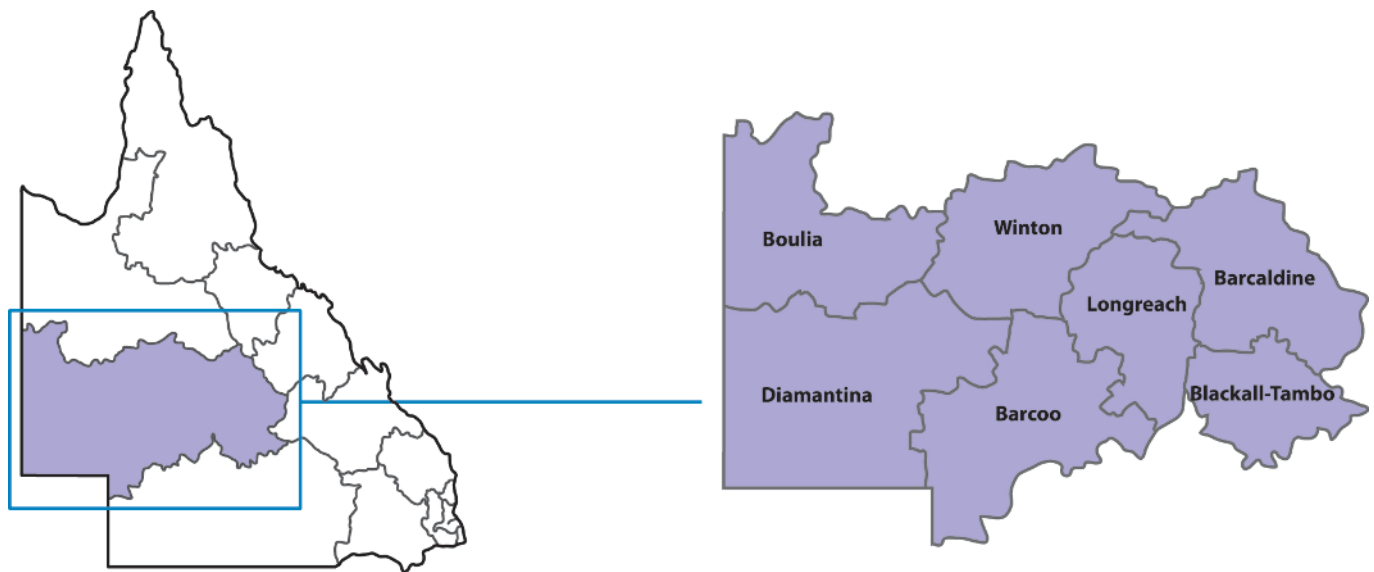 Winton
Boulia
Barcaldine
Longreach
Diamantina
Blackall-Tambo
Barcoo